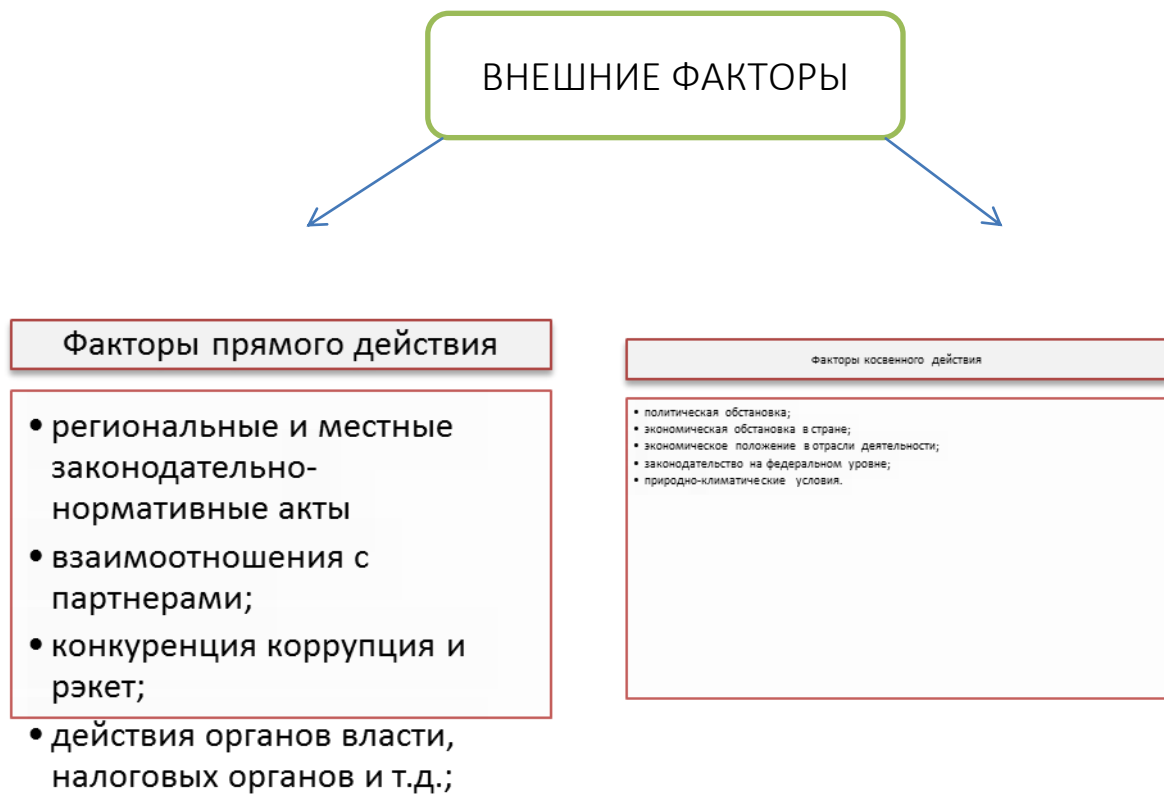 ВНЕШНИЕ ФАКТОРЫ
Факторы прямого действия
• региональные и местные
законодательно-
нормативные акты
• взаимоотношения с
партнерами;
• конкуренция коррупция и
рэкет;
• действия органов власти,
налоговых органов и т.д.;
Факторы косвенного действия
• политическая обстановка;
• экономическая обстановка в стране;
• экономическое положение в отрасли деятельности;
• законодательство на федеральном уровне;
• природно-климатические условия.